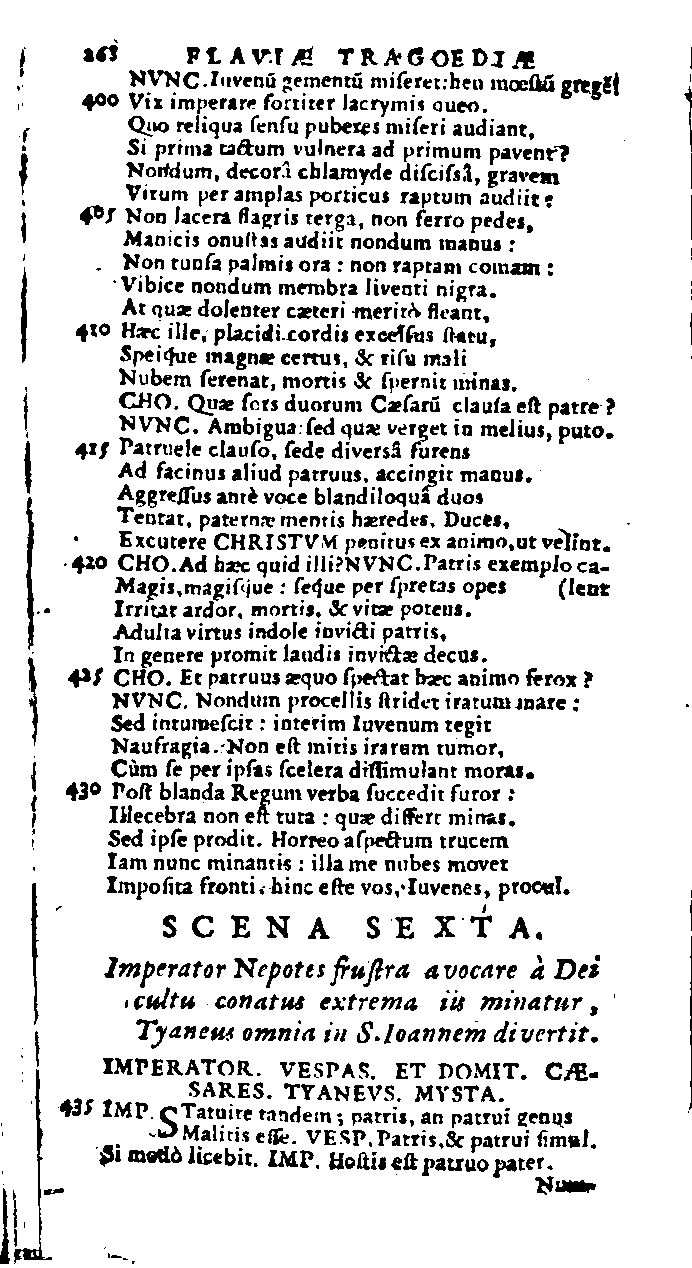 268 FLAVIÆ TRAGOEDIÆ
NVNC. Iuvenū gementū miseret: heu mœstū gregē!
400 Vix imperare fortiter lacrymis queo.
Quo reliqua sensu puberes miseri audiant,
Si prima tactum vulnera ad primum pavent?
Nondum, decorâ chlamyde discissâ, gravem
Virum per amplas porticus raptum audiit:
405 Non lacera flagris terga, non ferro pedes,
Manicis onustas audiit nondum manus:
Non tunsa palmis ora: non raptam comam:
Vibice nondum membra liventi nigra.
At quæ dolenter cæteri meritò fleant,
410 Hæc ille, placidi cordis excelsus statu,
Speique magnæ certus, & risu mali
Nubem serenat, mortis & spernit minas.
CHO. Quæ sors duorum Cæsarū clausa est patre?
NVNC. Ambigua: sed quæ verget in melius, puto.
415 Patruele clauso, sede diversâ furens
Ad facinus aliud patruus, accingit manus.
Aggressus antè voce blandiloquâ duos
Tentat, paternæ mentis hæredes, Duces,
Excutere CHRISTVM penitus ex animo, ut velint.
420 CHO. Ad hæc quid illi? NVNC. Patris exemplo ca-
Magis, magisque: seque per spretas opes (lent
Irritat ardor, mortis, & vitæ potens.
Adulta virtus indole invicti patris,
In genere promit laudis invictæ decus.
425 CHO. Et patruus æquo spectat hæc animo ferox?
NVNC. Nondum procellis stridet iratum mare:
Sed intumescit: interim Iuvenum tegit
Naufragia. Non est mitis irarum tumor,
Cùm se per ipsas scelera dissimulant moras.
430 Post blanda Regum verba succedit furor:
Illecebra non est tuta: quæ differt minas.
Sed ipse prodit. Horreo aspectum trucem
Iam nunc minantis: illa me nubes movet
Imposita fronti: hinc este vos, Iuvenes, procul.
SCENA SEXTA.
Imperator Nepotes frustra avocare à Dei
cultu conatus extrema iis minatur,
Tyaneus omnia in S. Ioannem divertit.
IMPERATOR. VESPAS. ET DOMIT. CÆ-
SARES. TYANEVS. MYSTA.
435 IMP. STatuite tandem; patris, an patrui genus
Malitis esse. VESP. Patris, & patrui simul.
Si modò licebit. IMP. Hostis est patruo pater.
Num